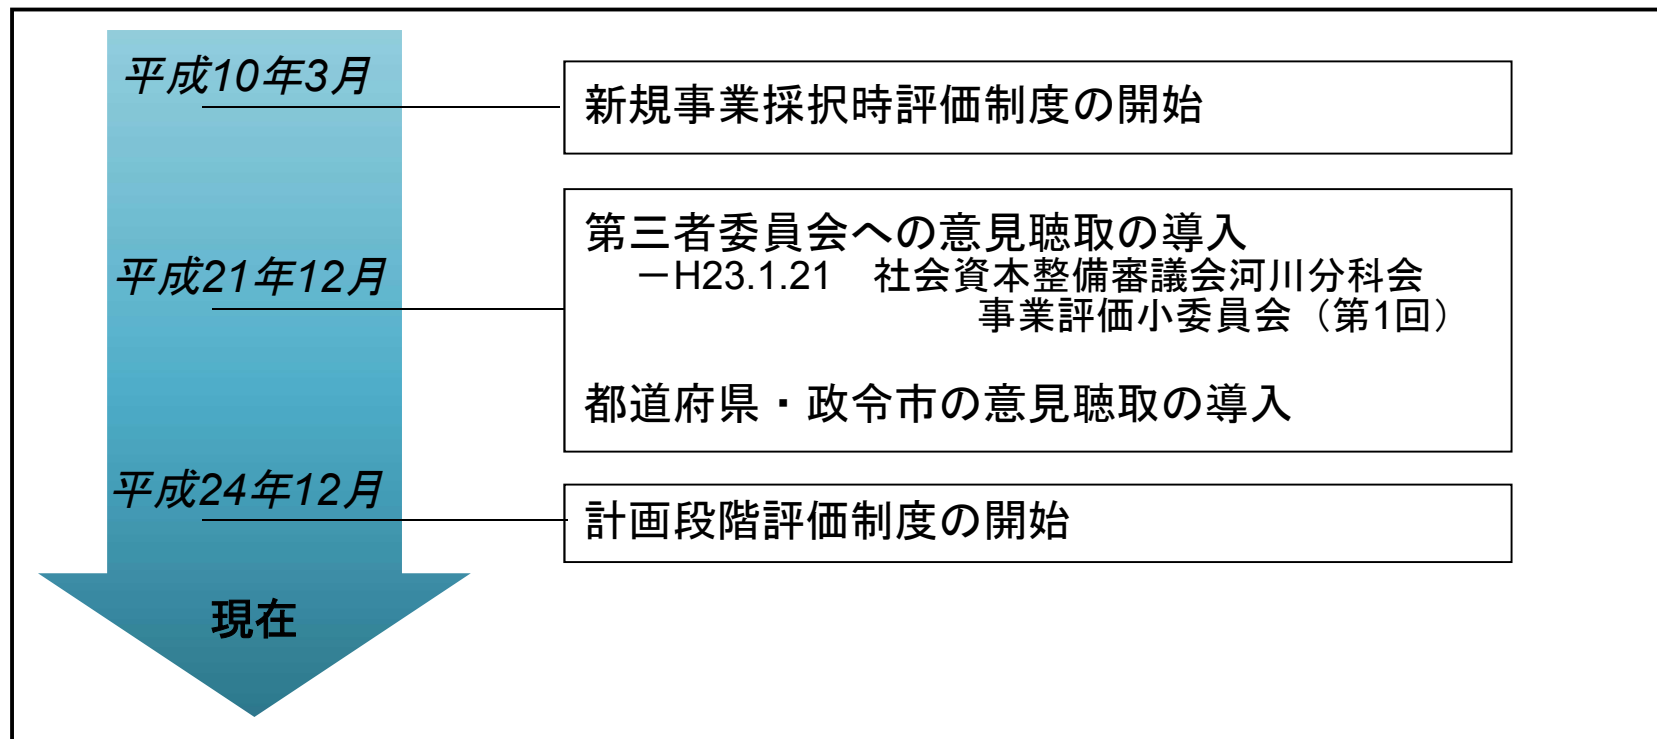 平成10年3月
新規事業採択時評価制度の開始
平成21年12月
第三者委員会への意見聴取の導入
－H23.1.21　社会資本整備審議会河川分科会
事業評価小委員会（第1回）
都道府県・政令市の意見聴取の導入
平成24年12月
計画段階評価制度の開始
現在